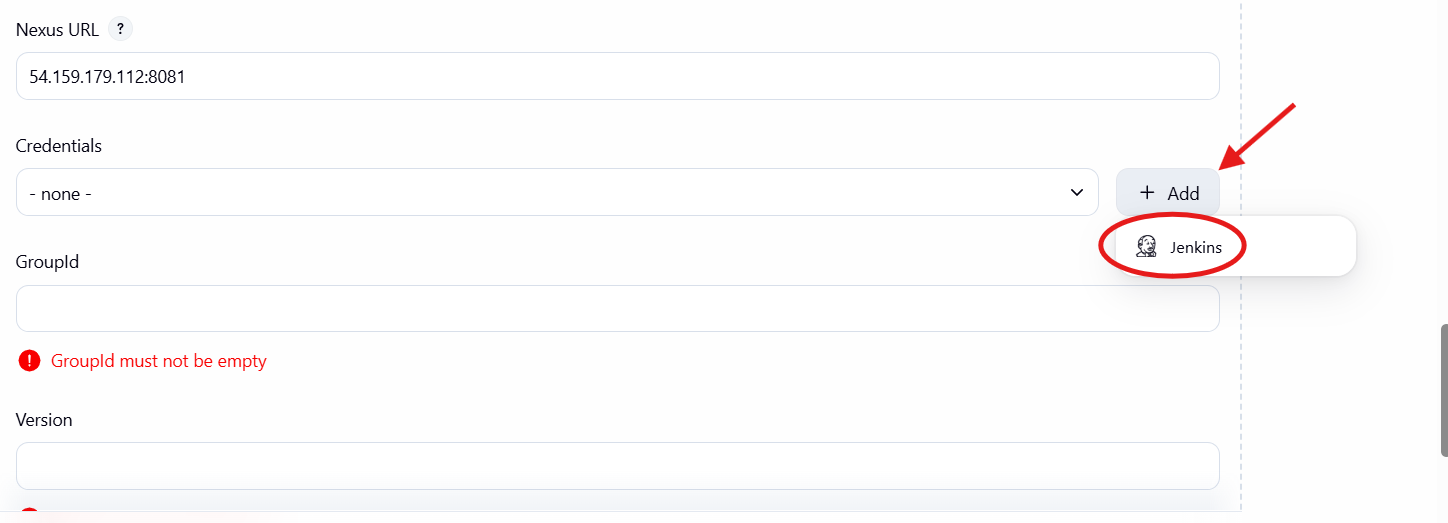 Nexus URL ?
54.159.179.112:8081
Credentials
- none -
+ Add
Jenkins
GroupId
GroupId must not be empty
Version